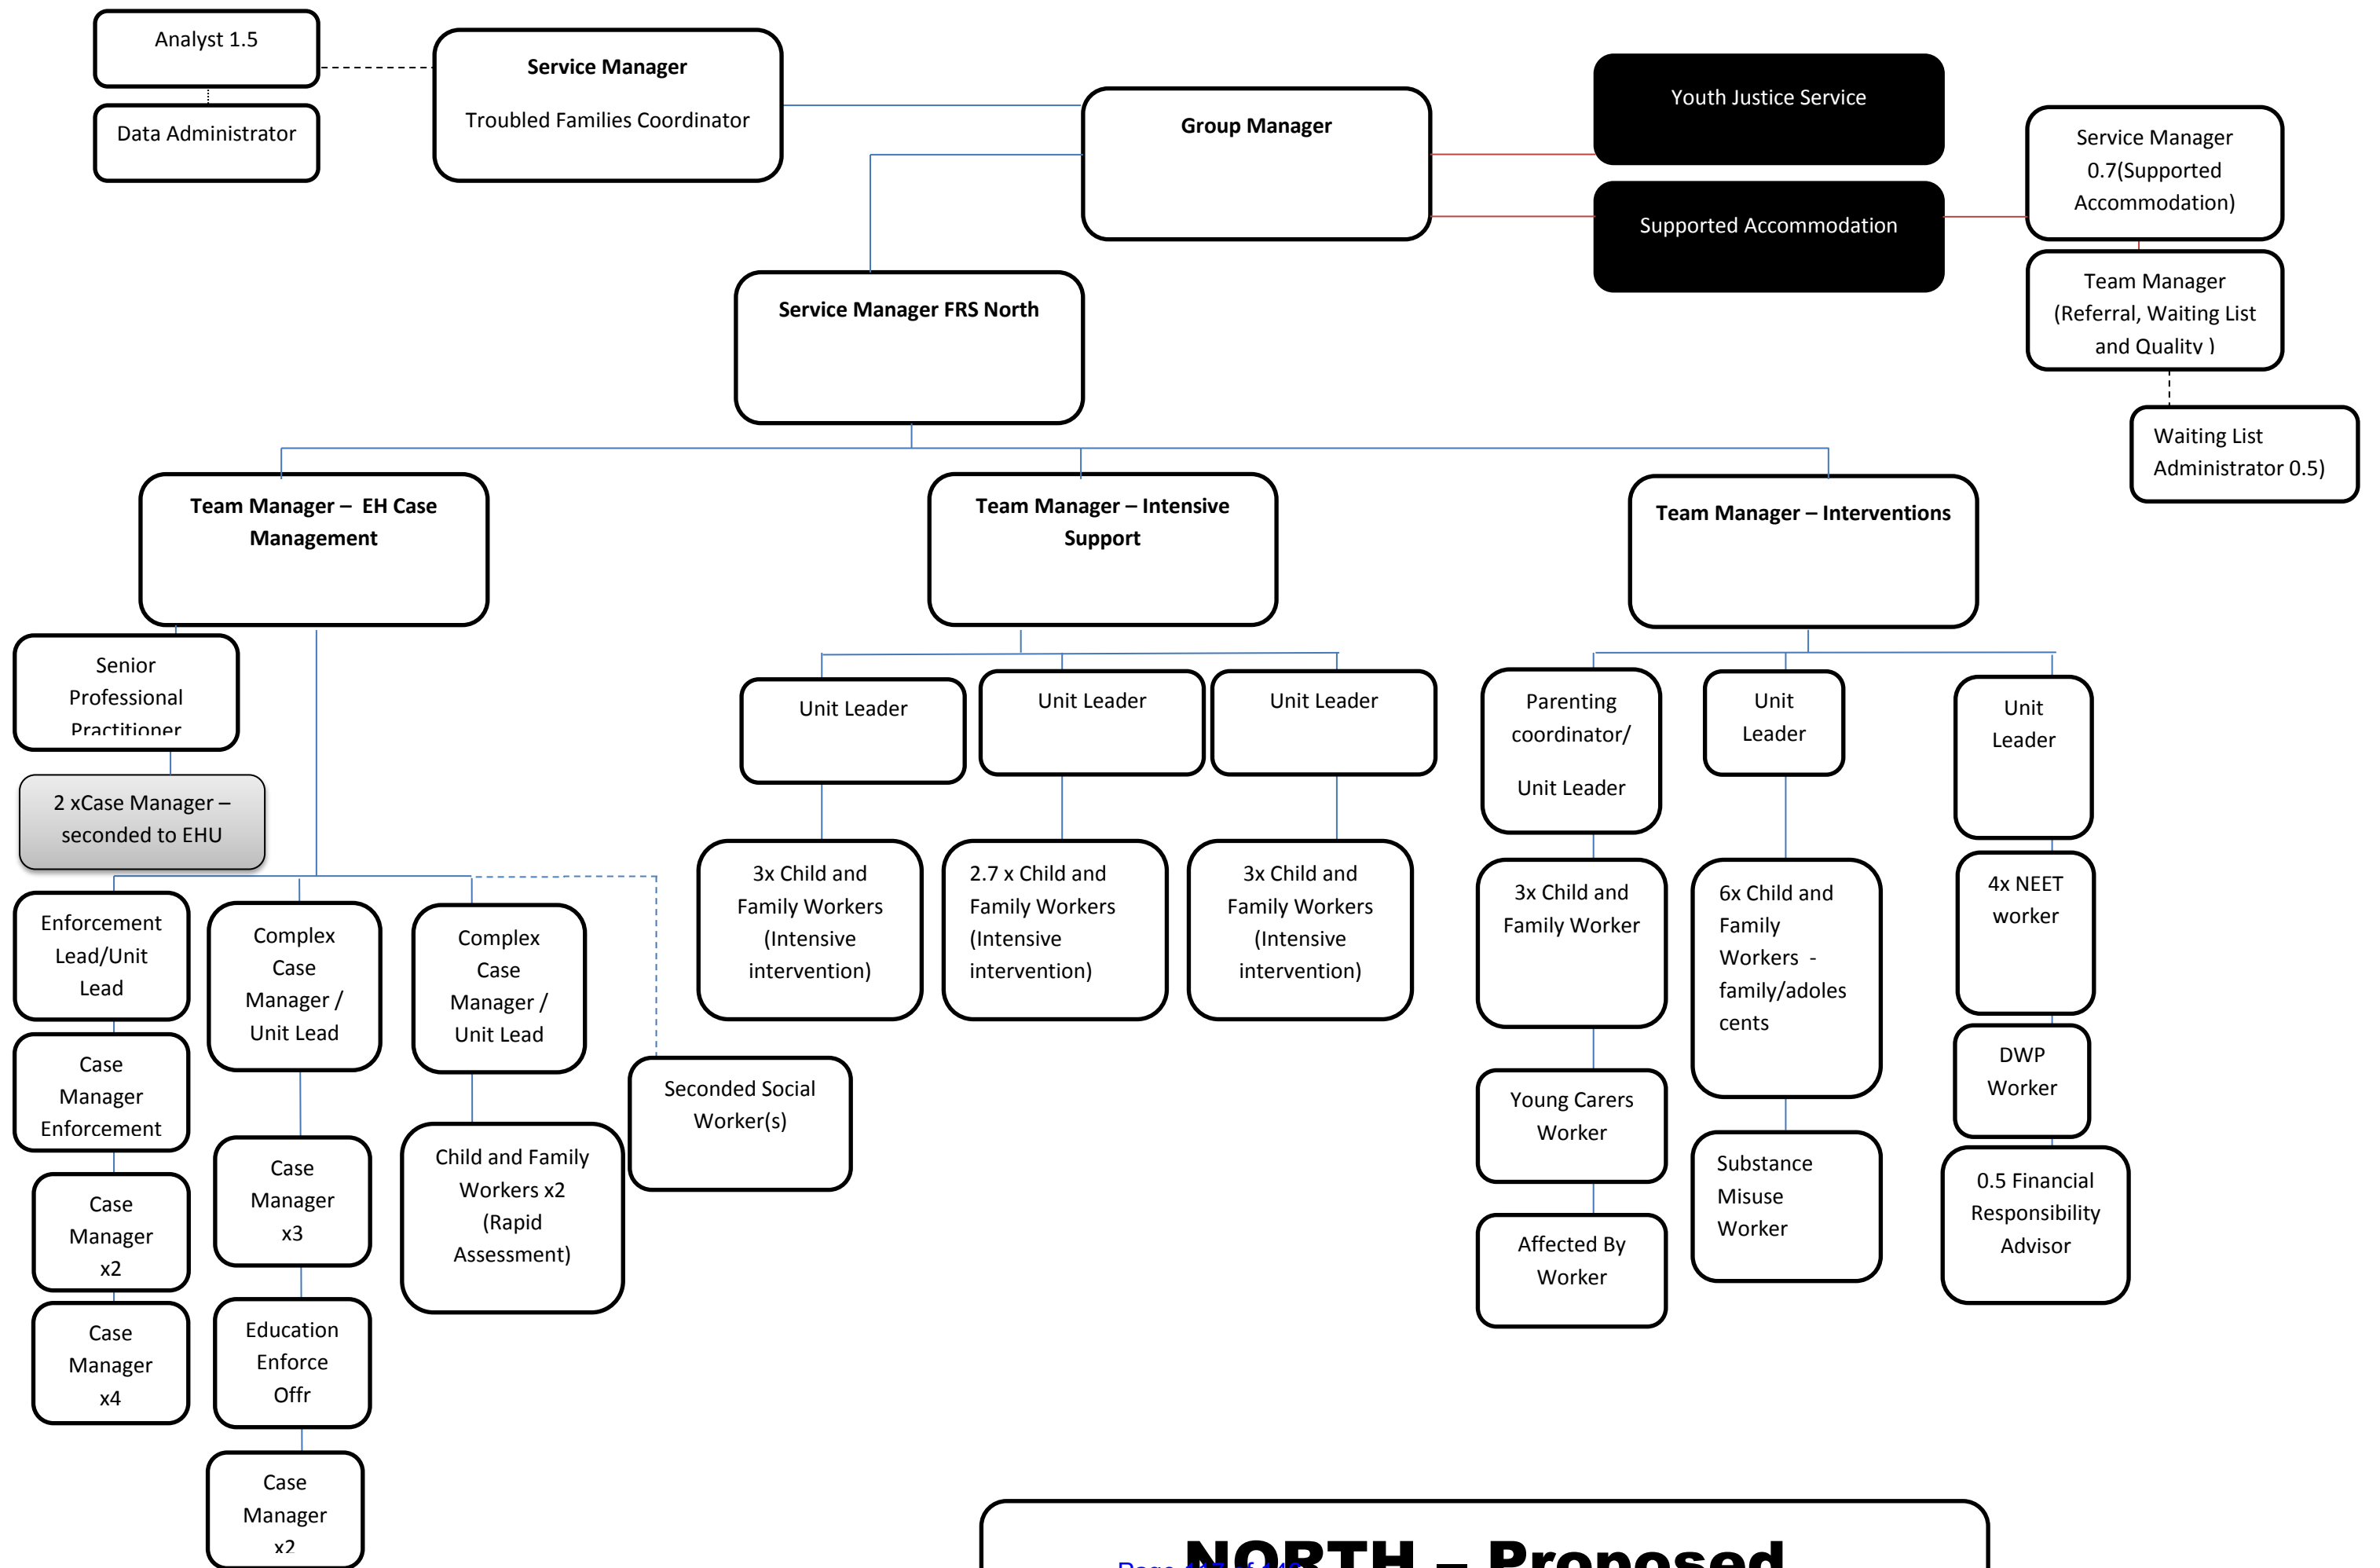 Analyst 1.5
Data Administrator
Service Manager
Troubled Families Coordinator
Group Manager
Youth Justice Service
Supported Accommodation
Service Manager
0.7(Supported
Accommodation)
Team Manager
(Referral, Waiting List
and Quality )
Waiting List
Administrator 0.5)
Service Manager FRS North
Team Manager – EH Case
Management
Team Manager – Intensive
Support
Team Manager – Interventions
Senior
Professional
Practitioner
2 xCase Manager –
seconded to EHU
Enforcement
Lead/Unit
Lead
Case
Manager
Enforcement
Case
Manager
x2
Case
Manager
x4
Complex
Case
Manager /
Unit Lead
Case
Manager
x3
Education
Enforce
Offr
Case
Manager
x2
Complex
Case
Manager /
Unit Lead
Child and Family
Workers x2
(Rapid
Assessment)
Seconded Social
Worker(s)
Unit Leader
3x Child and
Family Workers
(Intensive
intervention)
Unit Leader
2.7 x Child and
Family Workers
(Intensive
intervention)
Unit Leader
3x Child and
Family Workers
(Intensive
intervention)
Parenting
coordinator/
Unit Leader
3x Child and
Family Worker
Young Carers
Worker
Affected By
Worker
Unit
Leader
6x Child and
Family
Workers -
family/adoles
cents
Substance
Misuse
Worker
Unit
Leader
4x NEET
worker
DWP
Worker
0.5 Financial
Responsibility
Advisor
NORTH – Proposed
Page